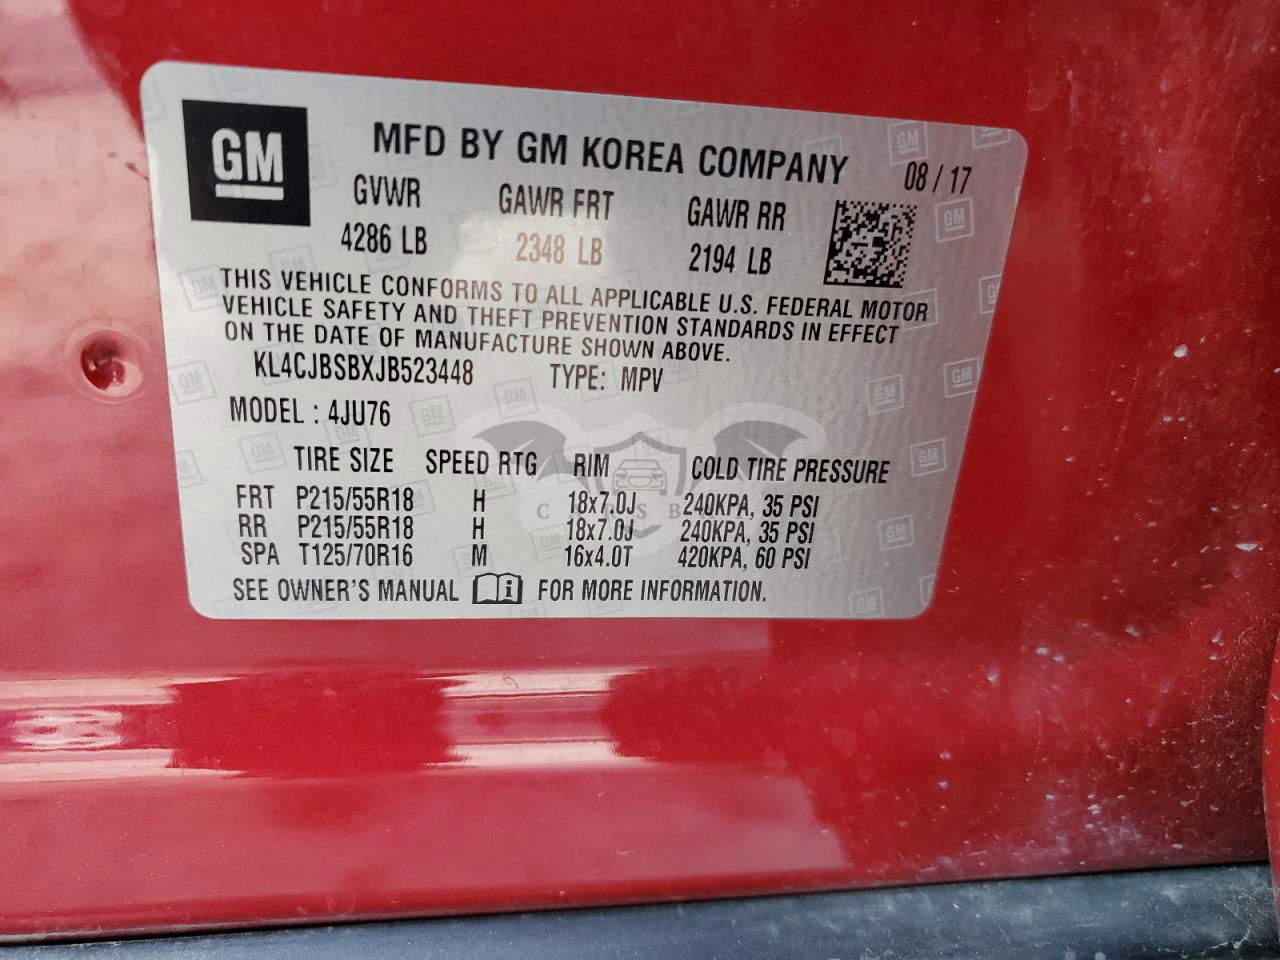 GM
MFD BY GM KOREA COMPANY 08 / 17
GVWR GAWR FRT GAWR RR
4286 LB 2348 LB 2194 LB
THIS VEHICLE CONFORMS TO ALL APPLICABLE U.S. FEDERAL MOTOR
VEHICLE SAFETY AND THEFT PREVENTION STANDARDS IN EFFECT
ON THE DATE OF MANUFACTURE SHOWN ABOVE.
KL4CJBSBXJB523448 TYPE: MPV
MODEL : 4JU76
TIRE SIZE SPEED RTG RIM COLD TIRE PRESSURE
FRT P215/55R18 H 18x7.0J 240KPA, 35 PSI
RR P215/55R18 H 18x7.0J 240KPA, 35 PSI
SPA T125/70R16 M 16x4.0T 420KPA, 60 PSI
SEE OWNER'S MANUAL i FOR MORE INFORMATION.